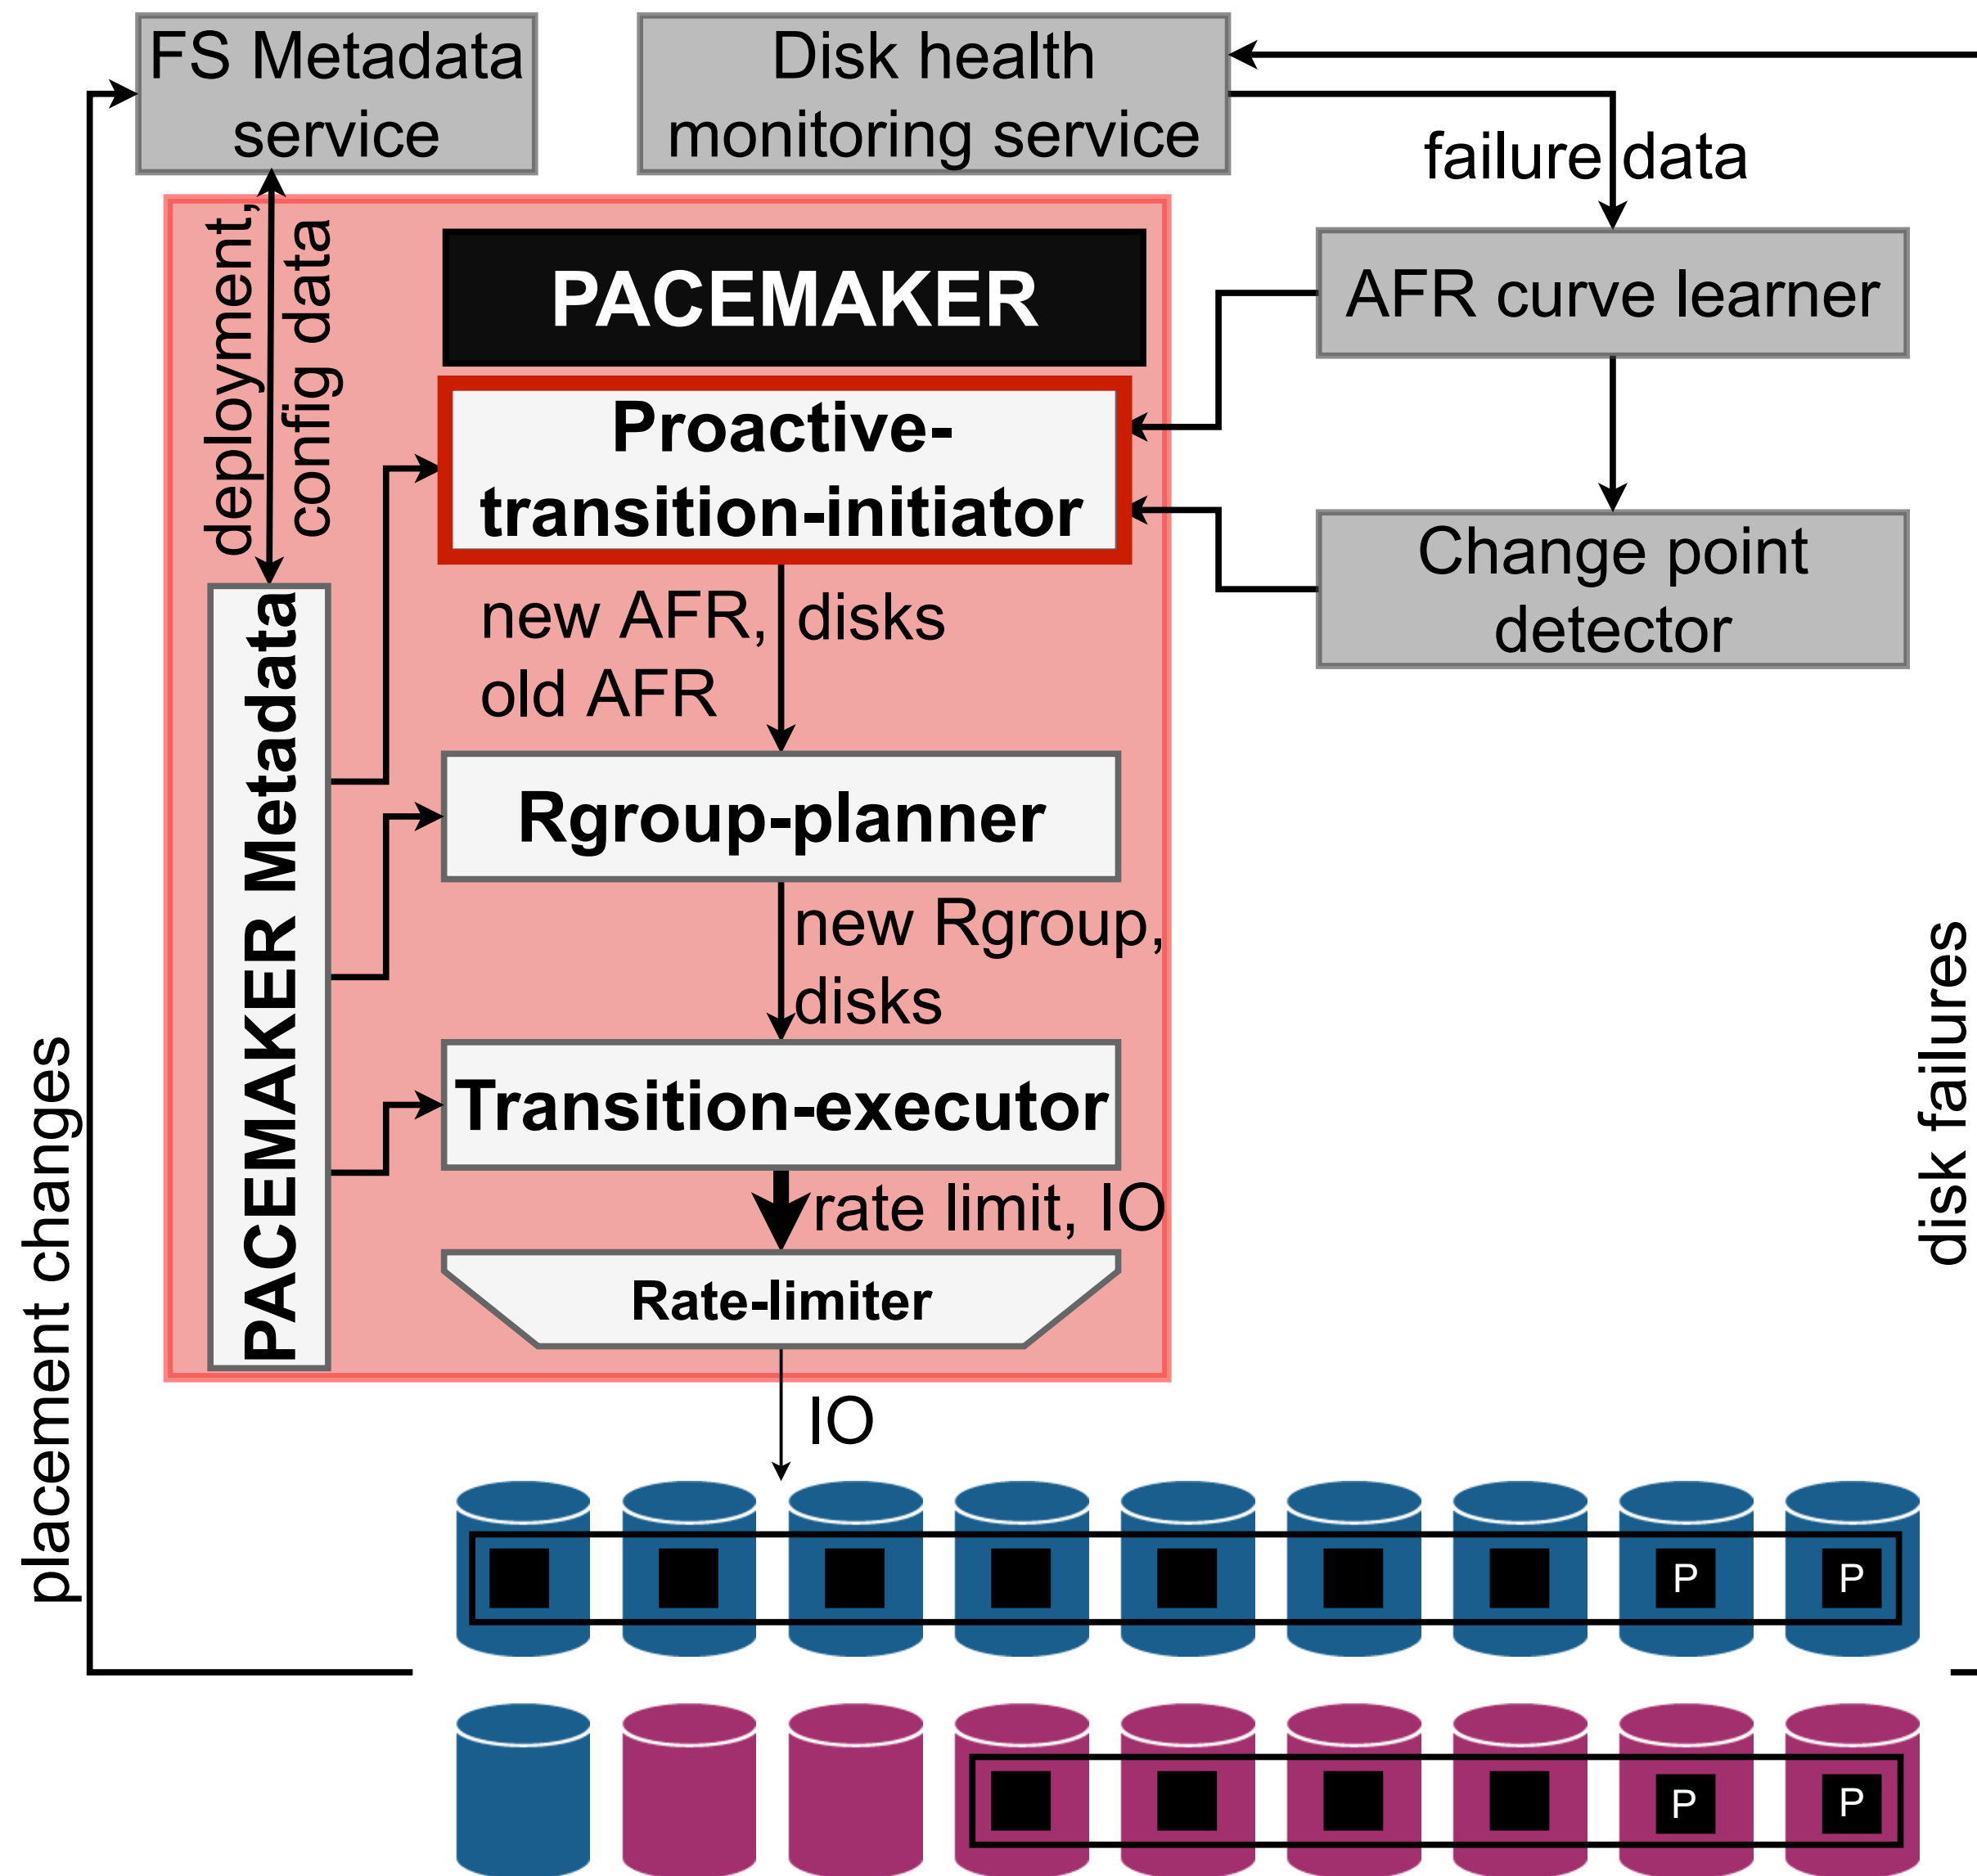 FS Metadata
service
Disk health
monitoring service
failure data
deployment,
config data
PACEMAKER
AFR curve learner
Proactive-
transition-initiator
Change point
detector
new AFR, disks
old AFR
PACEMAKER Metadata
Rgroup-planner
new Rgroup,
disks
Transition-executor
rate limit, IO
Rate-limiter
placement changes
disk failures
IO
P P
P P